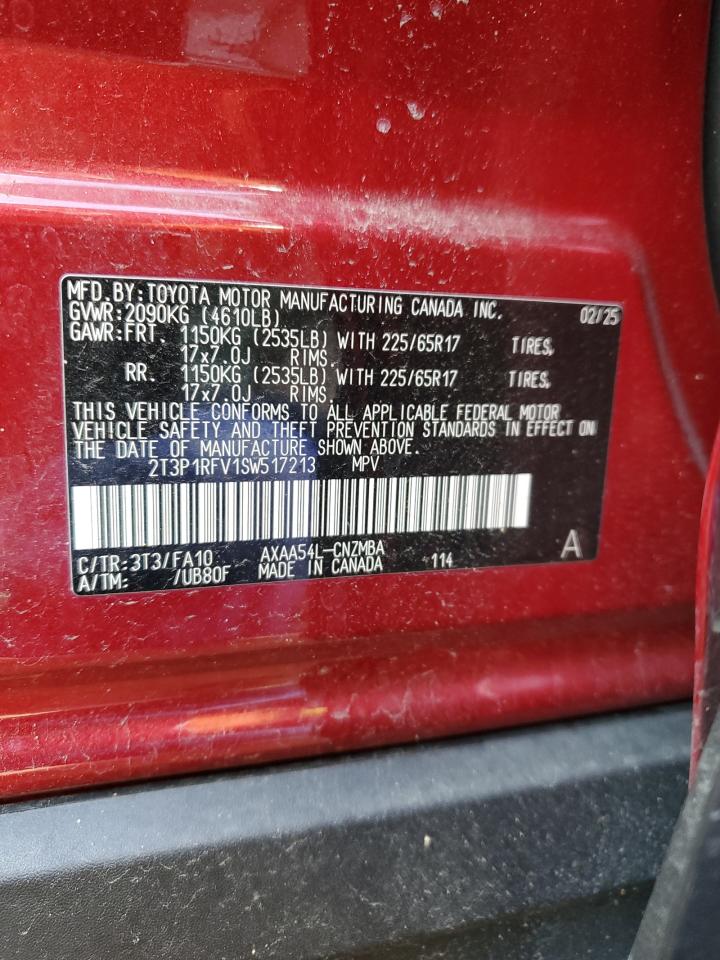 MFD.BY:TOYOTA MOTOR MANUFACTURING CANADA INC. 02/25
GVWR:2090KG (4610LB)
GAWR:FRT. 1150KG (2535LB) WITH 225/65R17 TIRES,
17x7.0J RIMS.
RR. 1150KG (2535LB) WITH 225/65R17 TIRES,
17x7.0J RIMS.
THIS VEHICLE CONFORMS TO ALL APPLICABLE FEDERAL MOTOR
VEHICLE SAFETY AND THEFT PREVENTION STANDARDS IN EFFECT ON
THE DATE OF MANUFACTURE SHOWN ABOVE.
2T3P1RFV1SW517213 MPV
C/TR:3T3/FA10 AXAA54L-CNZMBA A
A/TM: /UB80F MADE IN CANADA 114